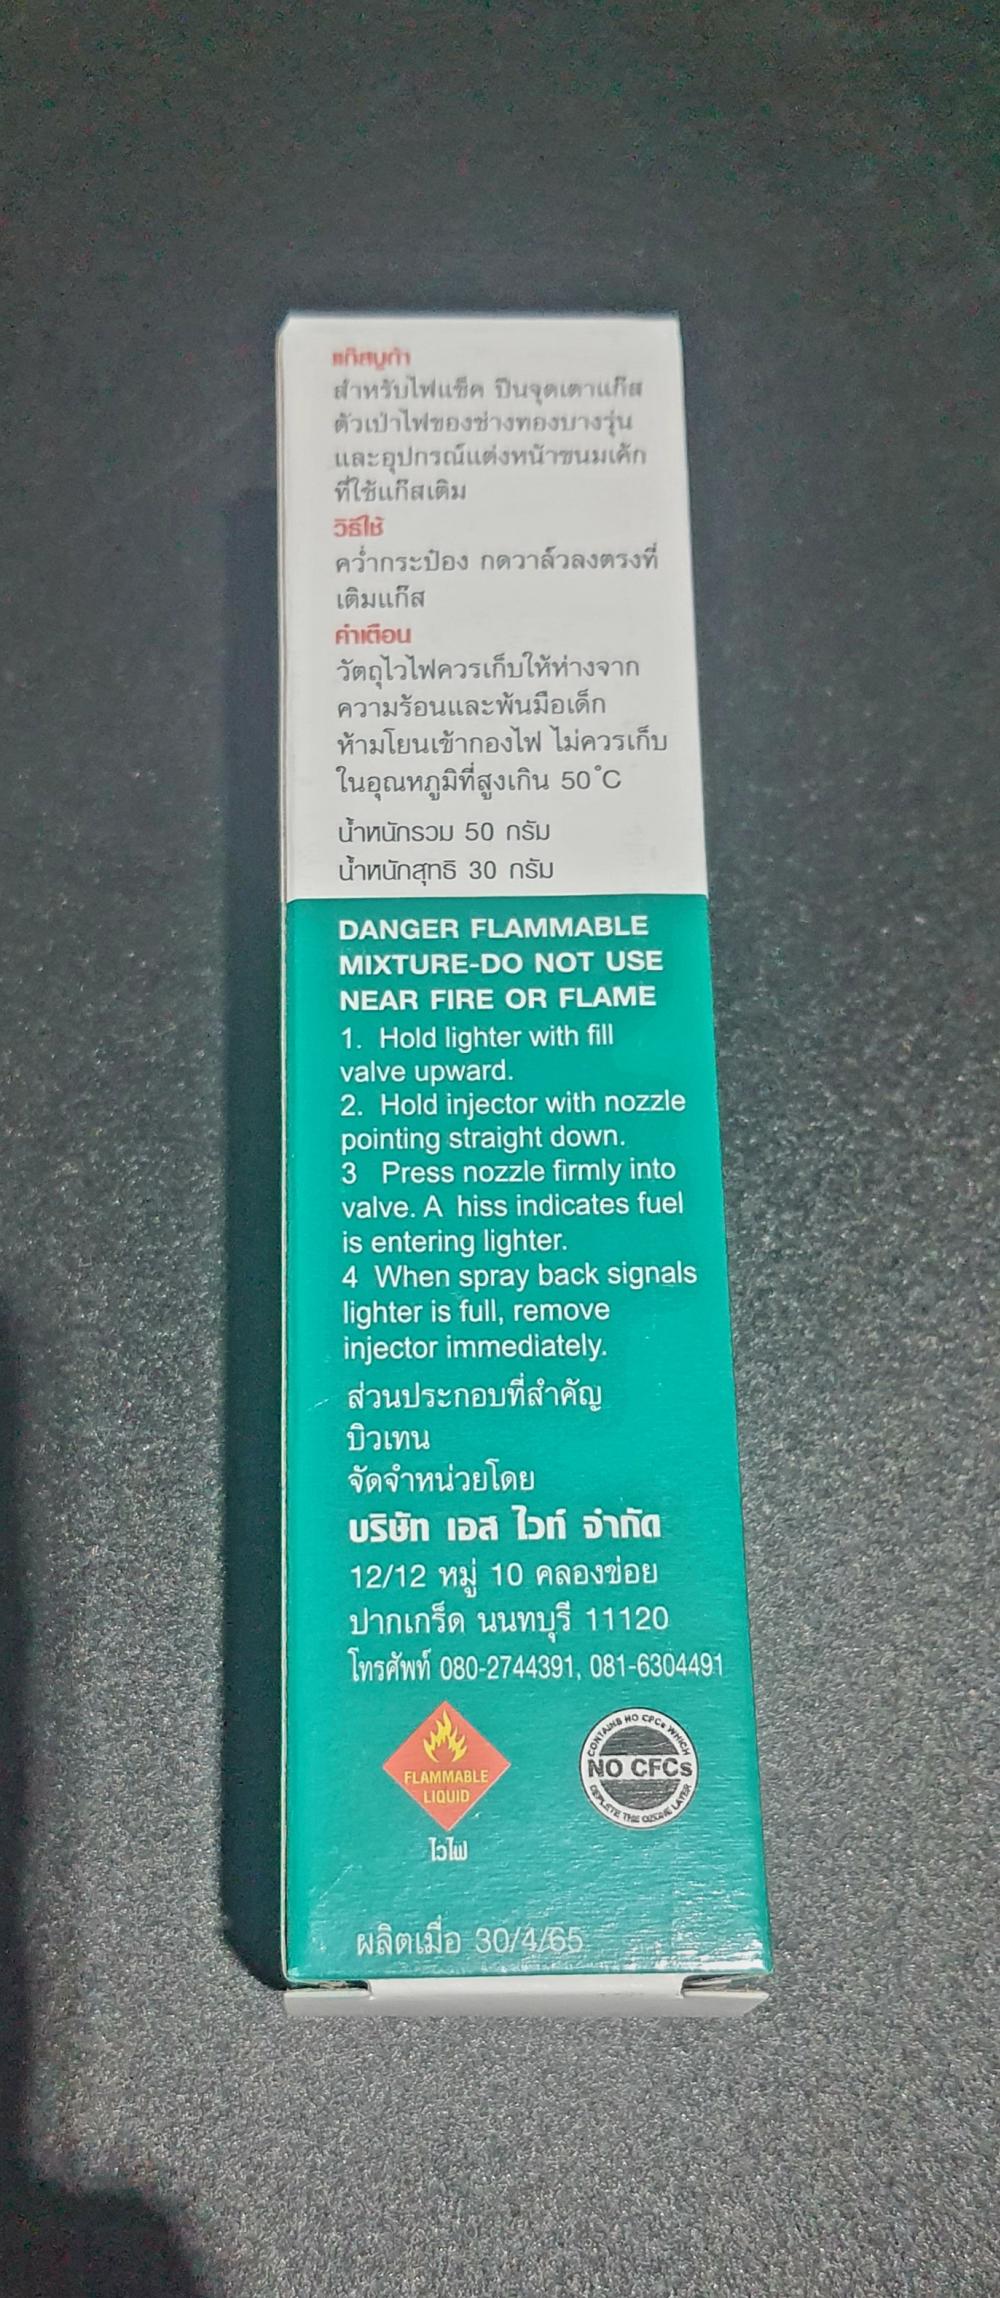 แก๊สบูก้า
สำหรับไฟแช็ค ปืนจุดเตาแก๊ส
ตัวเป่าไฟของช่างทองบางรุ่น
และอุปกรณ์แต่งหน้าขนมเค้ก
ที่ใช้แก๊สเติม
วิธีใช้
คว่ำกระป๋อง กดวาล์วลงตรงที่
เติมแก๊ส
คำเตือน
วัตถุไวไฟควรเก็บให้ห่างจาก
ความร้อนและพ้นมือเด็ก
ห้ามโยนเข้ากองไฟ ไม่ควรเก็บ
ในอุณหภูมิที่สูงเกิน 50°C
น้ำหนักรวม 50 กรัม
น้ำหนักสุทธิ 30 กรัม
DANGER FLAMMABLE
MIXTURE-DO NOT USE
NEAR FIRE OR FLAME
1. Hold lighter with fill
valve upward.
2. Hold injector with nozzle
pointing straight down.
3 Press nozzle firmly into
valve. A hiss indicates fuel
is entering lighter.
4 When spray back signals
lighter is full, remove
injector immediately.
ส่วนประกอบที่สำคัญ
บิวเทน
จัดจำหน่วยโดย
บริษัท เอส ไวท์ จำกัด
12/12 หมู่ 10 คลองข่อย
ปากเกร็ด นนทบุรี 11120
โทรศัพท์ 080-2744391, 081-6304491
FLAMMABLE
LIQUID
ไวไฟ
CONTAINS NO CFCs WHICH
NO CFCs
DEPLETE THE OZONE LAYER
ผลิตเมื่อ 30/4/65